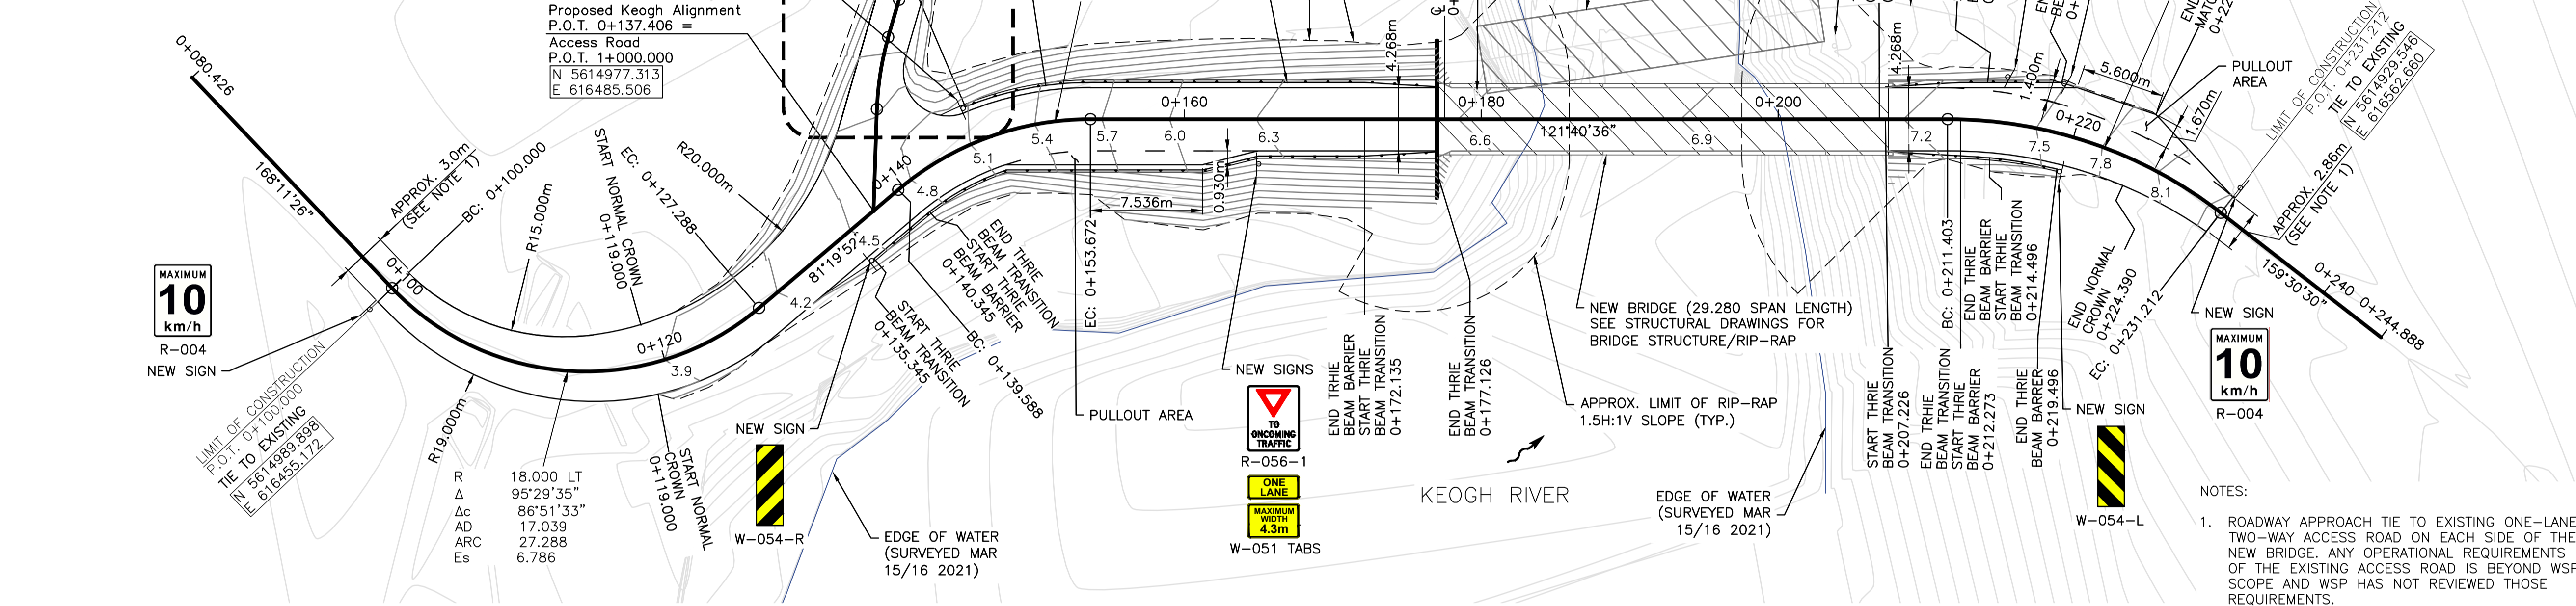 Proposed Keogh Alignment
P.O.T. 0+137.406 =
Access Road
P.O.T. 1+000.000
N 5614977.313
E 616485.506
0+080.426
168°11'26"
APPROX. 3.0m
(SEE NOTE 1)
BC: 0+100.000
0+100
R15.000m
START NORMAL CROWN
0+119.000
EC: 0+127.288
R20.000m
MAXIMUM
10
km/h
R-004
NEW SIGN
LIMIT OF CONSTRUCTION
P.O.T. 0+100.000
TIE TO EXISTING
N 5614989.898
E 616455.172
R19.000m
R 18.000 LT
Δ 95°29'35"
Δc 86°51'33"
AD 17.039
ARC 27.288
Es 6.786
0+120
3.9
START NORMAL
CROWN
0+119.000
4.2
81°19'52"
4.5
0+140
4.8
5.1
5.4
5.7
6.0
6.3
6.6
6.9
7.2
7.5
7.8
8.1
NEW SIGN
W-054-R
START THRIE
BEAM TRANSITION
0+135.345
END THRIE
BEAM TRANSITION
START THRIE
BEAM BARRIER
0+140.345
BC: 0+139.588
EDGE OF WATER
(SURVEYED MAR
15/16 2021)
EC: 0+153.672
7.536m
0.930m
PULLOUT AREA
0+160
0+180
0+200
0+220
4.268m
4.268m
℄
121°40'36"
NEW SIGNS
TO
ONCOMING
TRAFFIC
R-056-1
ONE
LANE
MAXIMUM
WIDTH
4.3m
W-051 TABS
END TRHIE
BEAM BARRIER
START THRIE
BEAM TRANSITION
0+172.135
END THRIE
BEAM TRANSITION
0+177.126
NEW BRIDGE (29.280 SPAN LENGTH)
SEE STRUCTURAL DRAWINGS FOR
BRIDGE STRUCTURE/RIP-RAP
APPROX. LIMIT OF RIP-RAP
1.5H:1V SLOPE (TYP.)
KEOGH RIVER
EDGE OF WATER
(SURVEYED MAR
15/16 2021)
START THRIE
BEAM TRANSITION
0+207.226
END TRHIE
BEAM TRANSITION
START THRIE
BEAM BARRIER
0+212.273
BC: 0+211.403
END THRIE
BEAM BARRIER
START TRHIE
BEAM TRANSITION
0+214.496
END THRIE
BEAM BARRER
0+219.496
NEW SIGN
W-054-L
END NORMAL
CROWN
0+224.390
EC: 0+231.212
1.400m
5.600m
1.670m
PULLOUT
AREA
LIMIT OF CONSTRUCTION
P.O.T. 0+231.212
TIE TO EXISTING
N 5614929.546
E 616562.660
APPROX. 2.86m
(SEE NOTE 1)
159°30'30"
0+240
0+244.888
NEW SIGN
MAXIMUM
10
km/h
R-004
NOTES:
1. ROADWAY APPROACH TIE TO EXISTING ONE-LANE
TWO-WAY ACCESS ROAD ON EACH SIDE OF THE
NEW BRIDGE. ANY OPERATIONAL REQUIREMENTS
OF THE EXISTING ACCESS ROAD IS BEYOND WSP
SCOPE AND WSP HAS NOT REVIEWED THOSE
REQUIREMENTS.